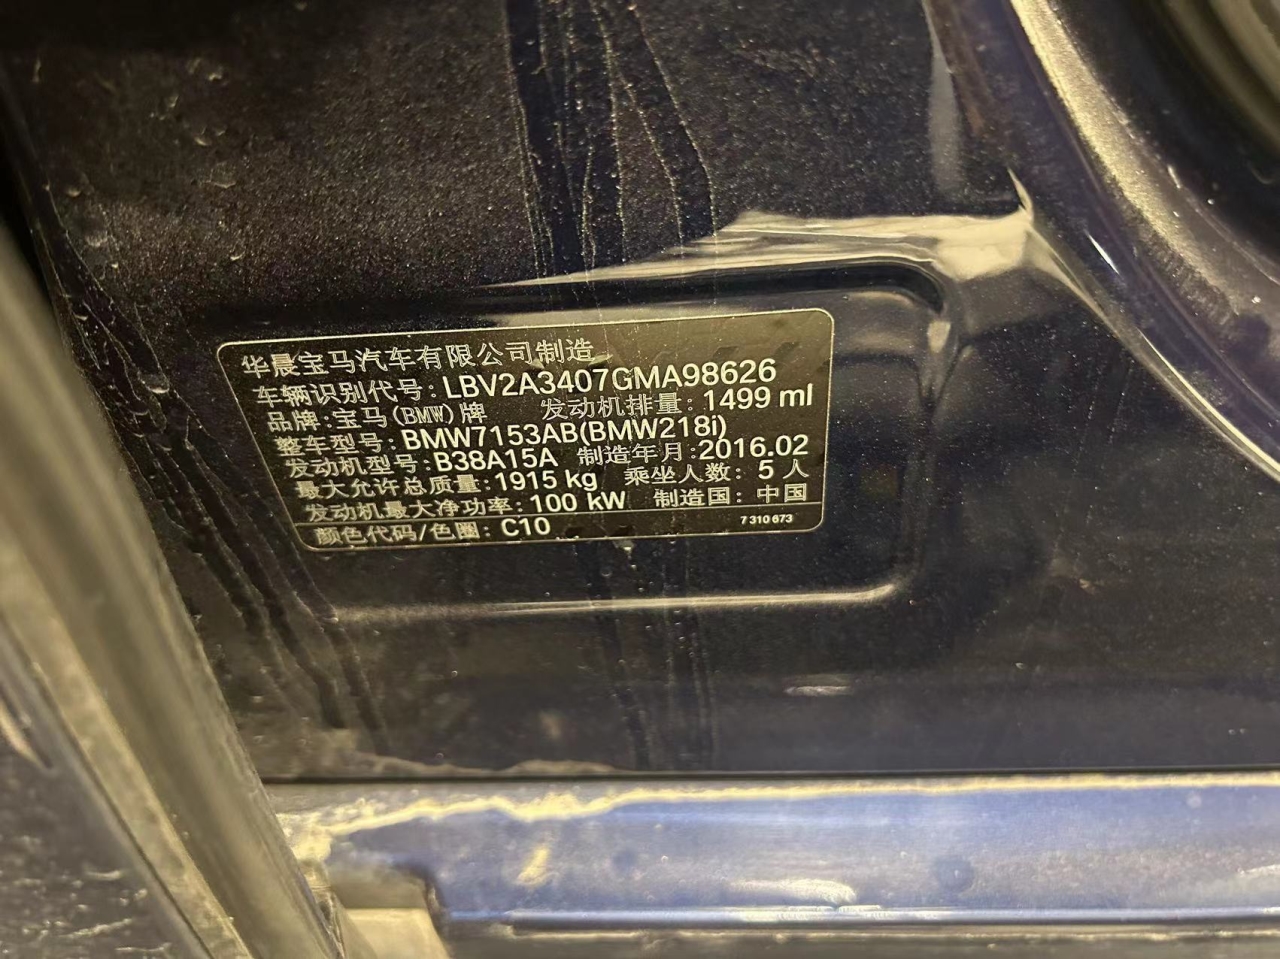 华晨宝马汽车有限公司制造
车辆识别代号: LBV2A3407GMA98626
品牌: 宝马(BMW)牌 发动机排量: 1499 ml
整车型号: BMW7153AB(BMW218i)
发动机型号: B38A15A 制造年月: 2016.02
最大允许总质量: 1915 kg 乘坐人数: 5 人
发动机最大净功率: 100 kW 制造国: 中国
颜色代码/色圈: C10 7 310 673